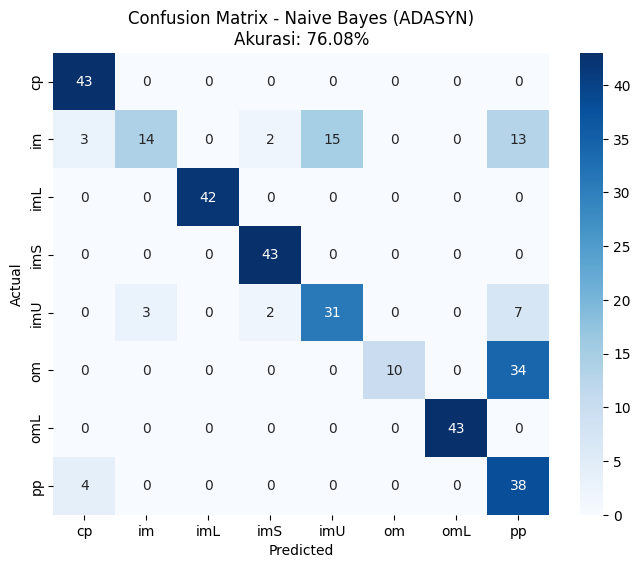 Confusion Matrix - Naive Bayes (ADASYN)
Akurasi: 76.08%
Actual
cp 43 0 0 0 0 0 0 0
im 3 14 0 2 15 0 0 13
imL 0 0 42 0 0 0 0 0
imS 0 0 0 43 0 0 0 0
imU 0 3 0 2 31 0 0 7
om 0 0 0 0 0 10 0 34
omL 0 0 0 0 0 0 43 0
pp 4 0 0 0 0 0 0 38
cp im imL imS imU om omL pp
Predicted
40
35
30
25
20
15
10
5
0